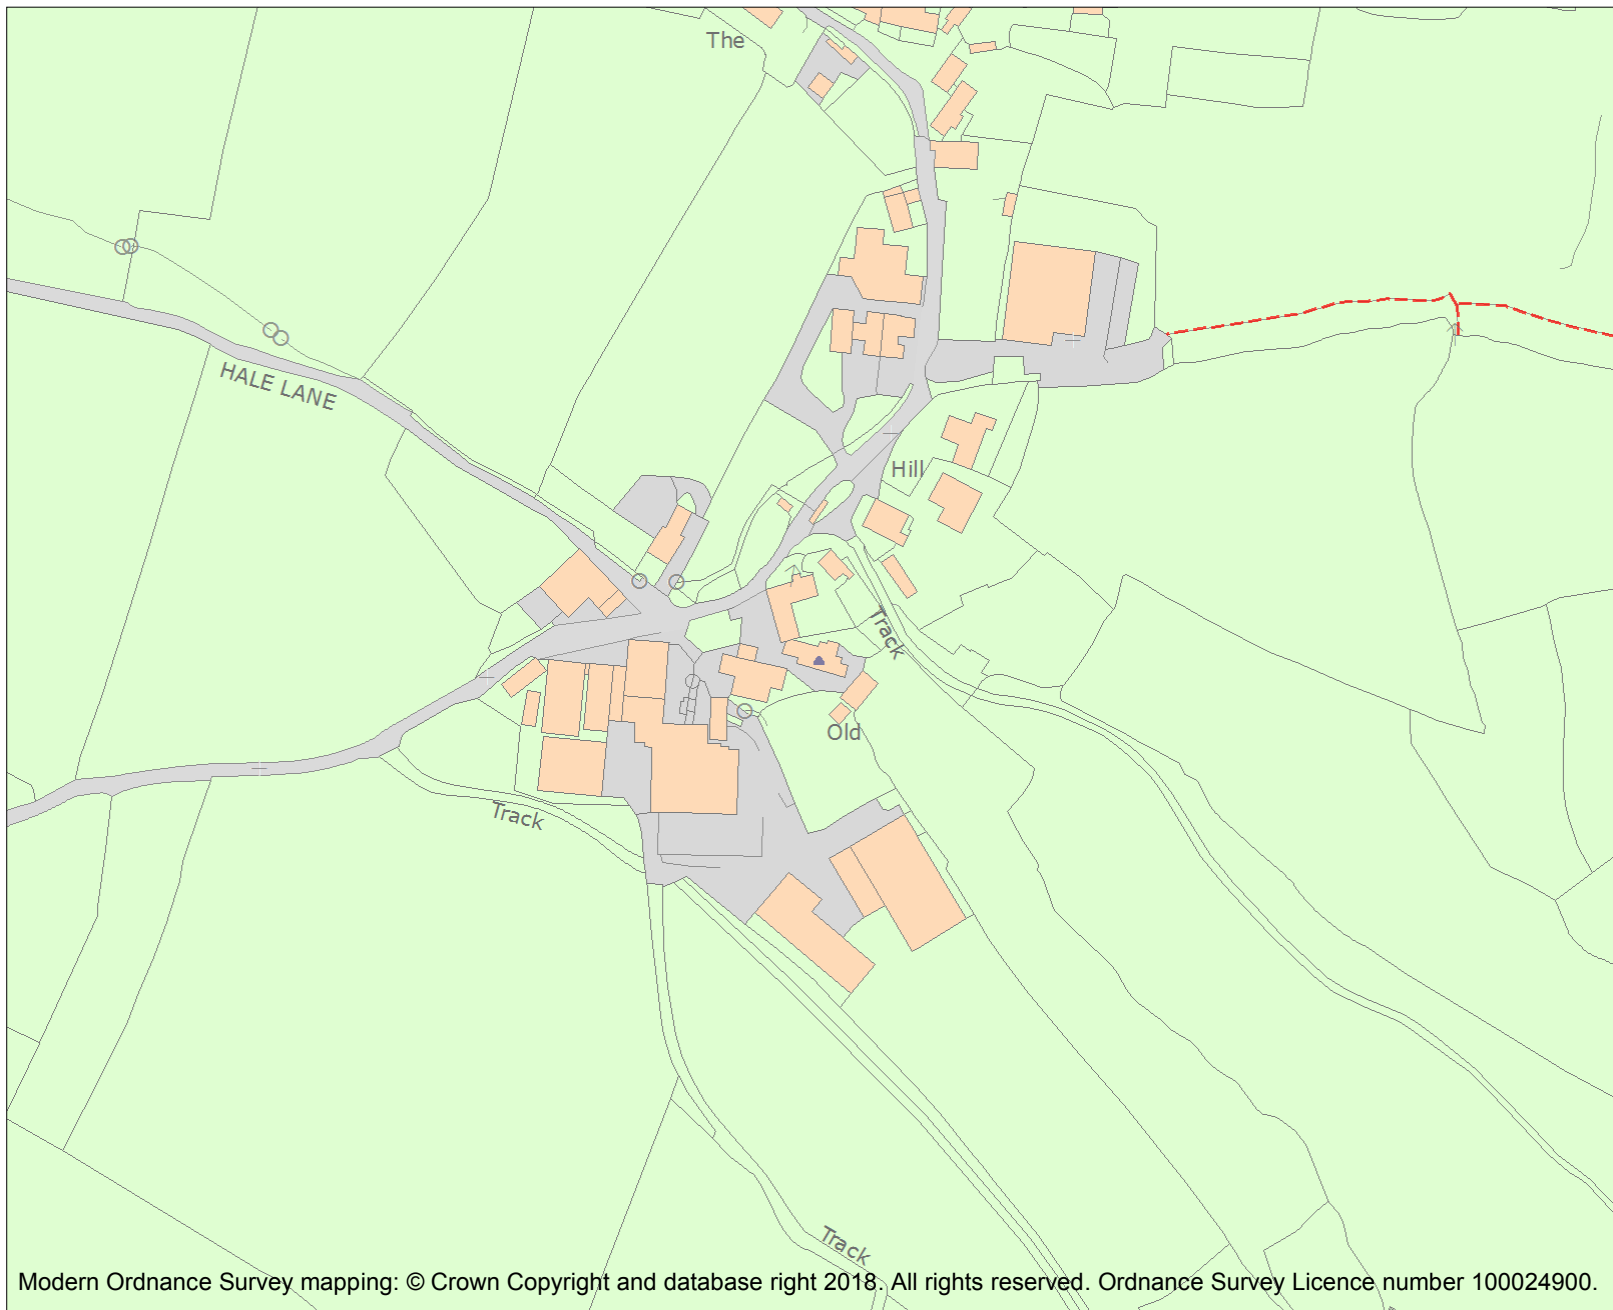 The
HALE LANE
Hill
Track
Old
Track
Track
Modern Ordnance Survey mapping: © Crown Copyright and database right 2018. All rights reserved. Ordnance Survey Licence number 100024900.